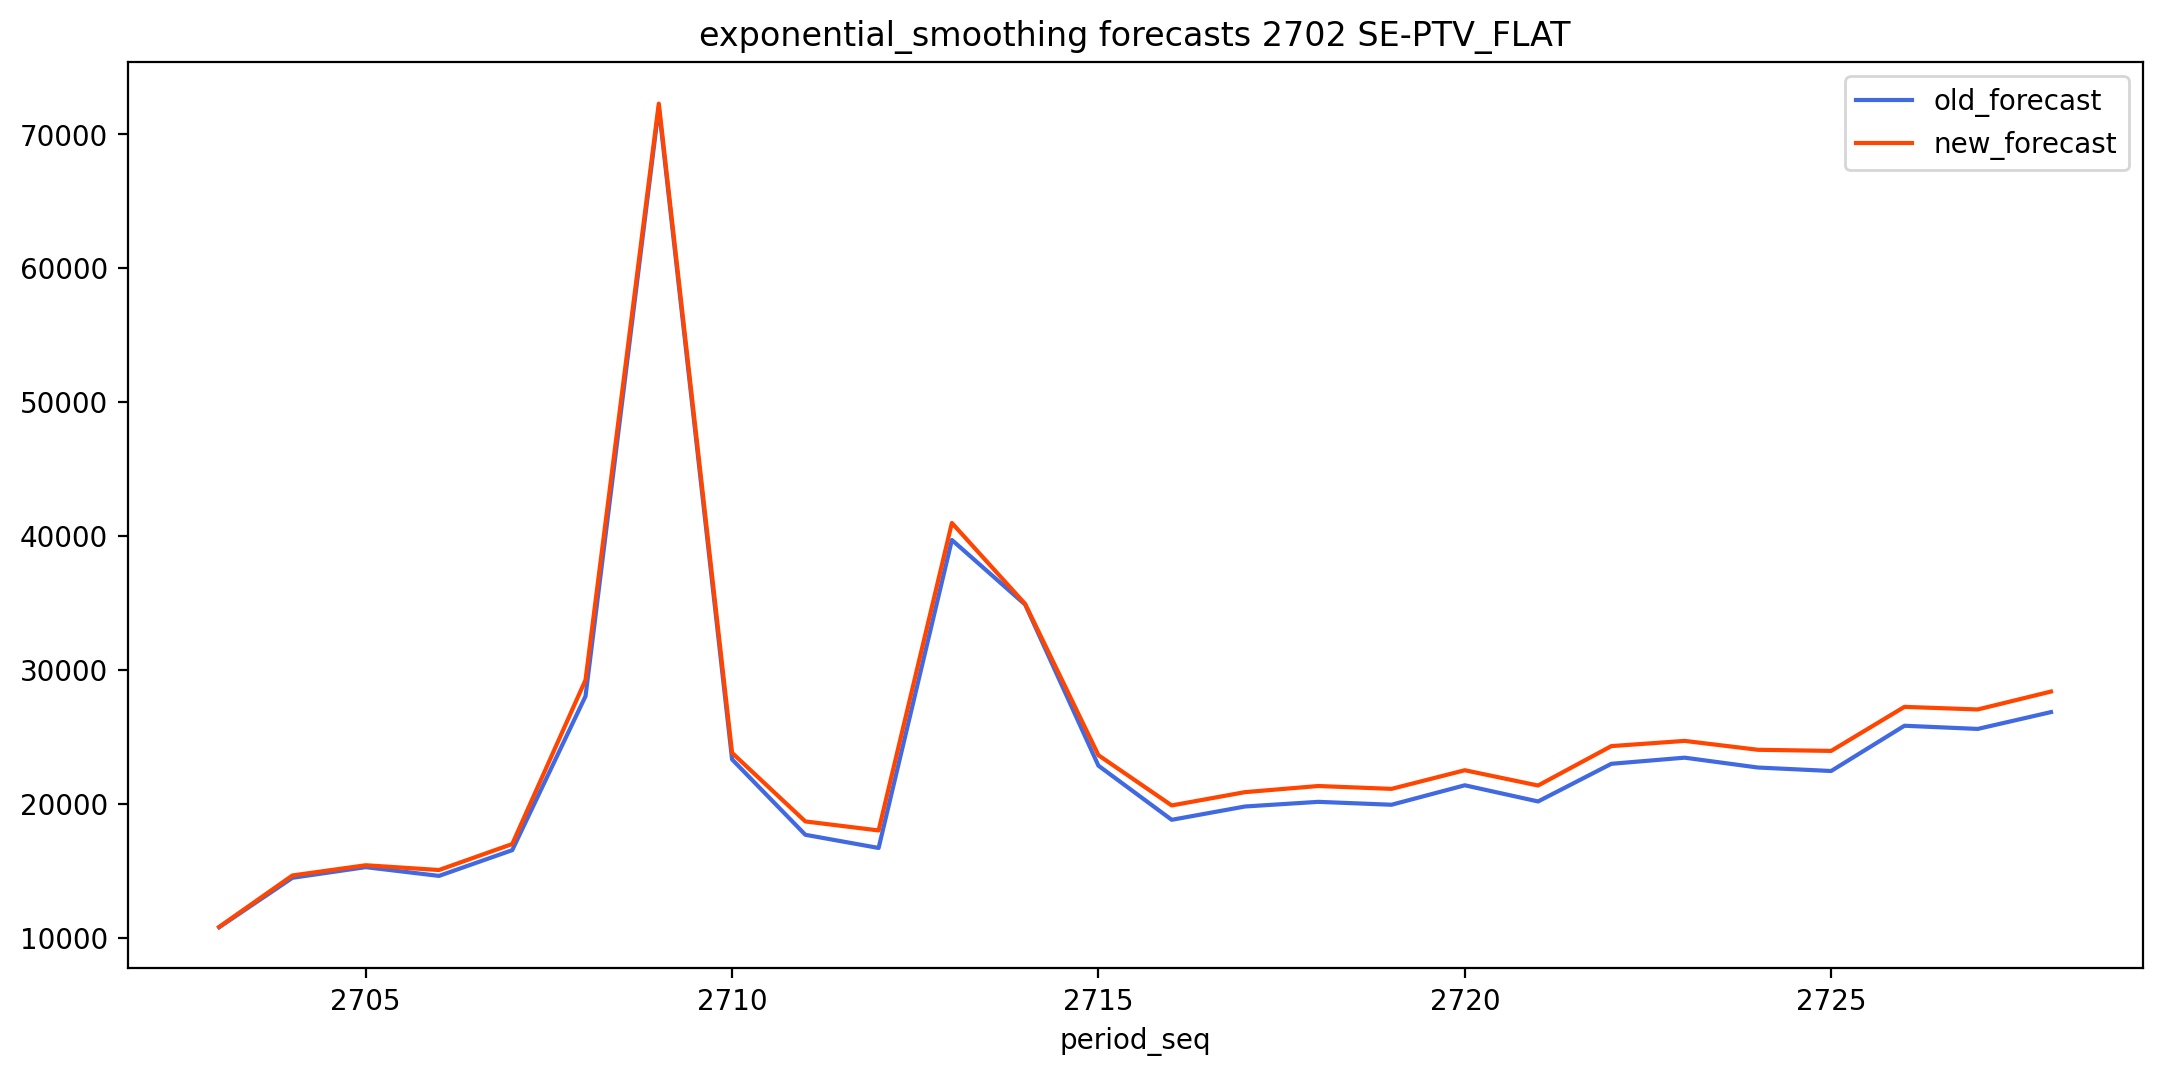 exponential_smoothing forecasts 2702 SE-PTV_FLAT
old_forecast
new_forecast
70000
60000
50000
40000
30000
20000
10000
2705 2710 2715 2720 2725
period_seq